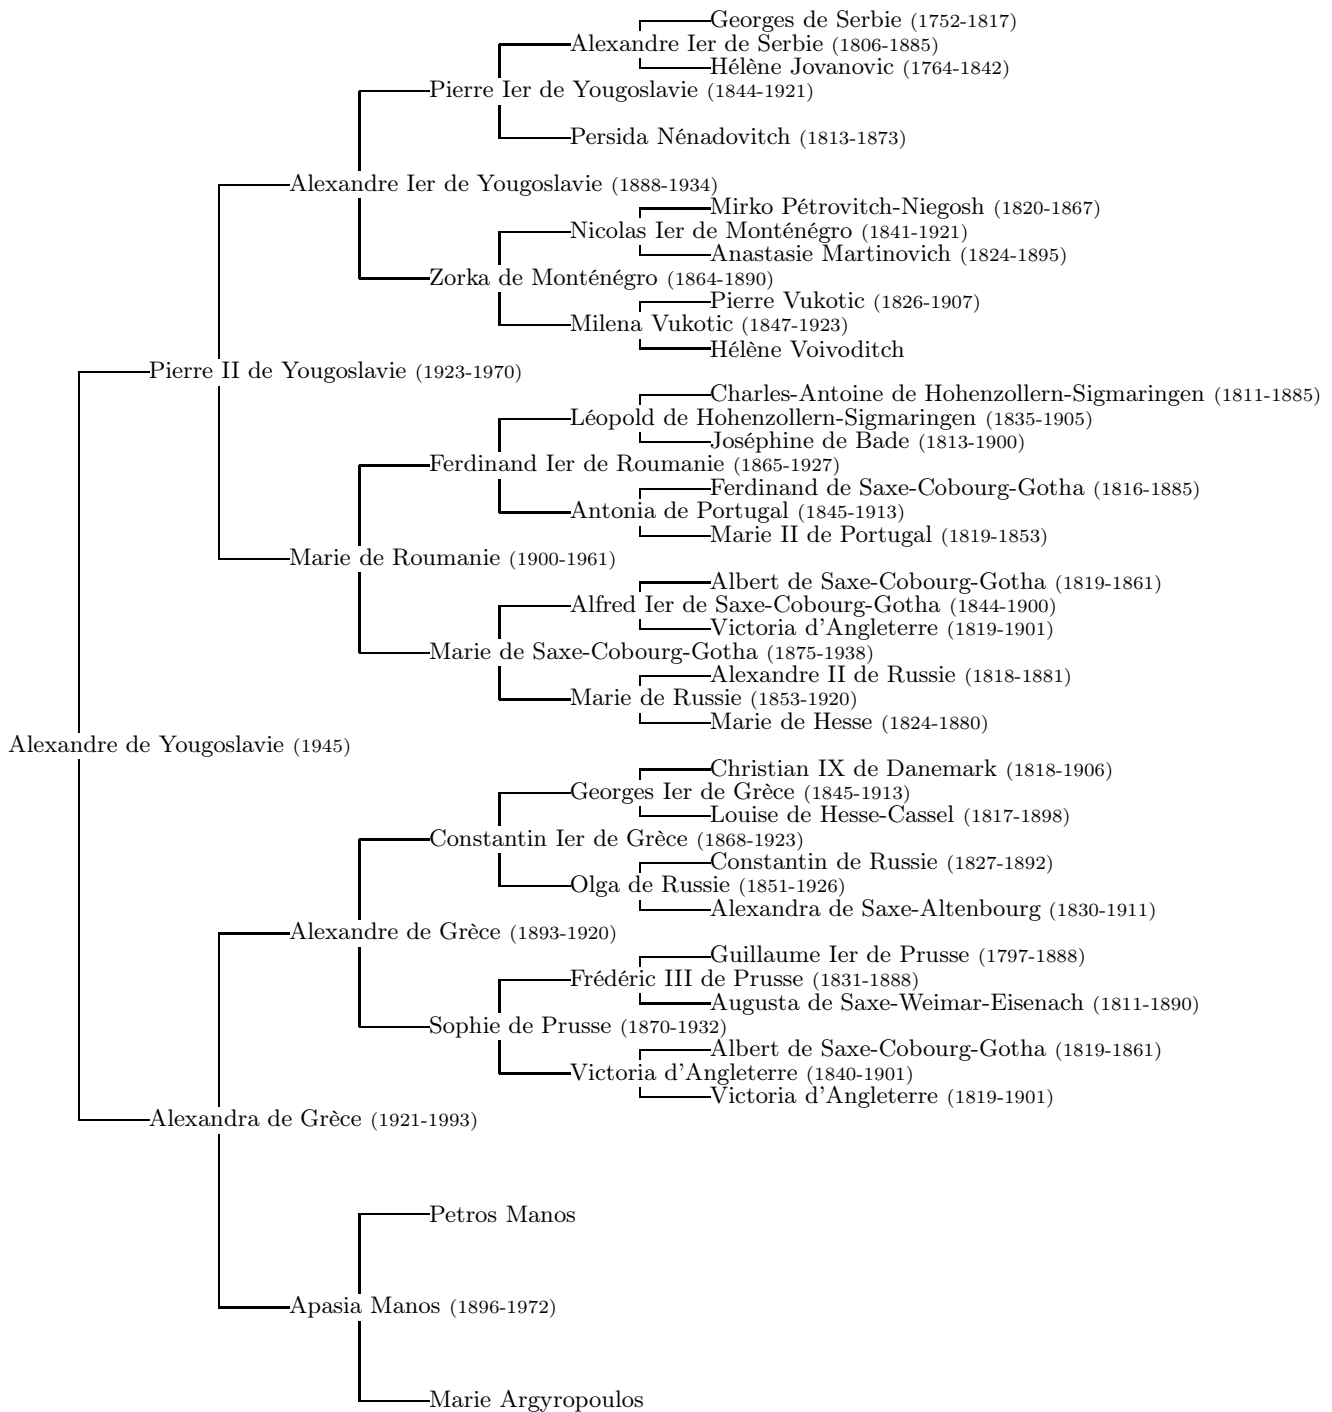 Georges de Serbie (1752-1817)
Alexandre Ier de Serbie (1806-1885)
Hélène Jovanovic (1764-1842)
Pierre Ier de Yougoslavie (1844-1921)
Persida Nénadovitch (1813-1873)
Alexandre Ier de Yougoslavie (1888-1934)
Mirko Pétrovitch-Niegosh (1820-1867)
Nicolas Ier de Monténégro (1841-1921)
Anastasie Martinovich (1824-1895)
Zorka de Monténégro (1864-1890)
Pierre Vukotic (1826-1907)
Milena Vukotic (1847-1923)
Hélène Voivoditch
Pierre II de Yougoslavie (1923-1970)
Charles-Antoine de Hohenzollern-Sigmaringen (1811-1885)
Léopold de Hohenzollern-Sigmaringen (1835-1905)
Joséphine de Bade (1813-1900)
Ferdinand Ier de Roumanie (1865-1927)
Ferdinand de Saxe-Cobourg-Gotha (1816-1885)
Antonia de Portugal (1845-1913)
Marie II de Portugal (1819-1853)
Marie de Roumanie (1900-1961)
Albert de Saxe-Cobourg-Gotha (1819-1861)
Alfred Ier de Saxe-Cobourg-Gotha (1844-1900)
Victoria d'Angleterre (1819-1901)
Marie de Saxe-Cobourg-Gotha (1875-1938)
Alexandre II de Russie (1818-1881)
Marie de Russie (1853-1920)
Marie de Hesse (1824-1880)
Alexandre de Yougoslavie (1945)
Christian IX de Danemark (1818-1906)
Georges Ier de Grèce (1845-1913)
Louise de Hesse-Cassel (1817-1898)
Constantin Ier de Grèce (1868-1923)
Constantin de Russie (1827-1892)
Olga de Russie (1851-1926)
Alexandra de Saxe-Altenbourg (1830-1911)
Alexandre de Grèce (1893-1920)
Guillaume Ier de Prusse (1797-1888)
Frédéric III de Prusse (1831-1888)
Augusta de Saxe-Weimar-Eisenach (1811-1890)
Sophie de Prusse (1870-1932)
Albert de Saxe-Cobourg-Gotha (1819-1861)
Victoria d'Angleterre (1840-1901)
Victoria d'Angleterre (1819-1901)
Alexandra de Grèce (1921-1993)
Petros Manos
Apasia Manos (1896-1972)
Marie Argyropoulos